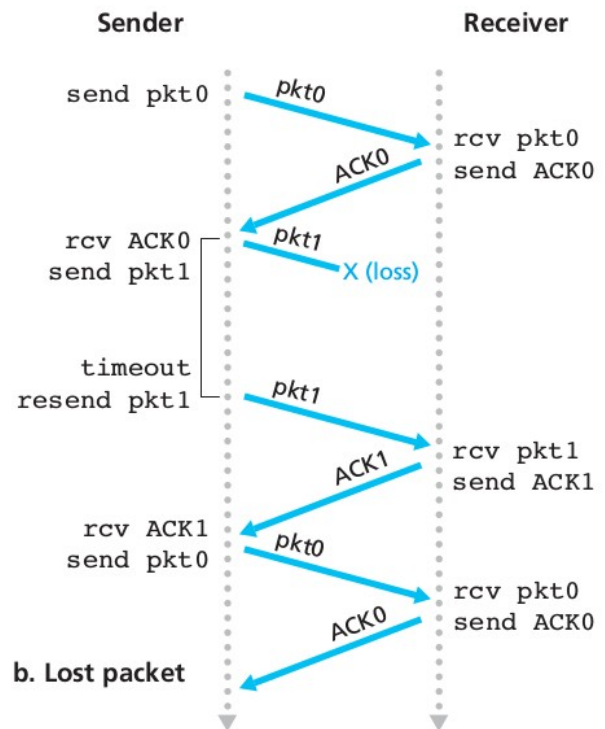 Sender
Receiver
send pkt0
pkt0
rcv pkt0
send ACK0
ACK0
rcv ACK0
send pkt1
pkt1
X (loss)
timeout
resend pkt1
pkt1
rcv pkt1
send ACK1
ACK1
rcv ACK1
send pkt0
pkt0
rcv pkt0
send ACK0
ACK0
b. Lost packet